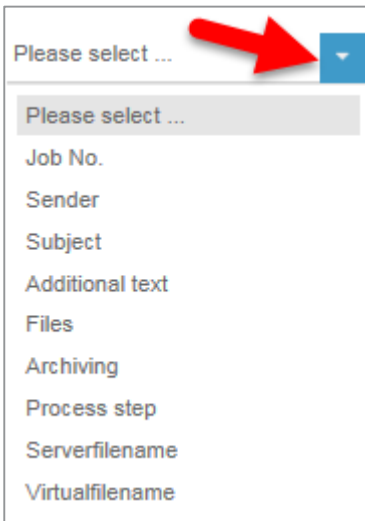 Please select ...
Please select ...
Job No.
Sender
Subject
Additional text
Files
Archiving
Process step
Serverfilename
Virtualfilename